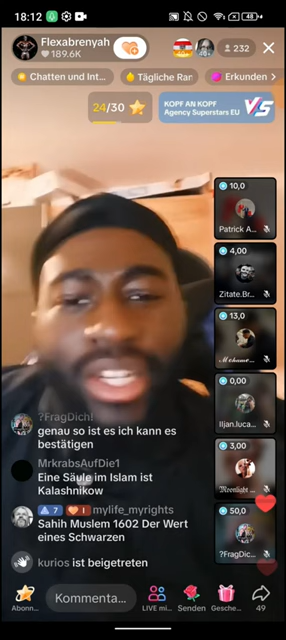 18:12
48
Flexabrenyah
189.6K
232
Chatten und Int...
Tägliche Ran
Erkunden
24/30
KOPF AN KOPF
Agency Superstars EU
VS
10,0
Patrick A...
4,00
Zitate.Br...
13,0
0,00
Iljan.luca...
3,00
Moonlight ...
50,0
?FragDic...
?FragDich!
genau so ist es ich kann es
bestätigen
MrkrabsAufDie1
Eine Säule im Islam ist
Kalashnikow
7 1 mylife_myrights
Sahih Muslem 1602 Der Wert
eines Schwarzen
kurios ist beigetreten
Abonn...
Kommenta...
LIVE mi...
Senden
Gesche...
49